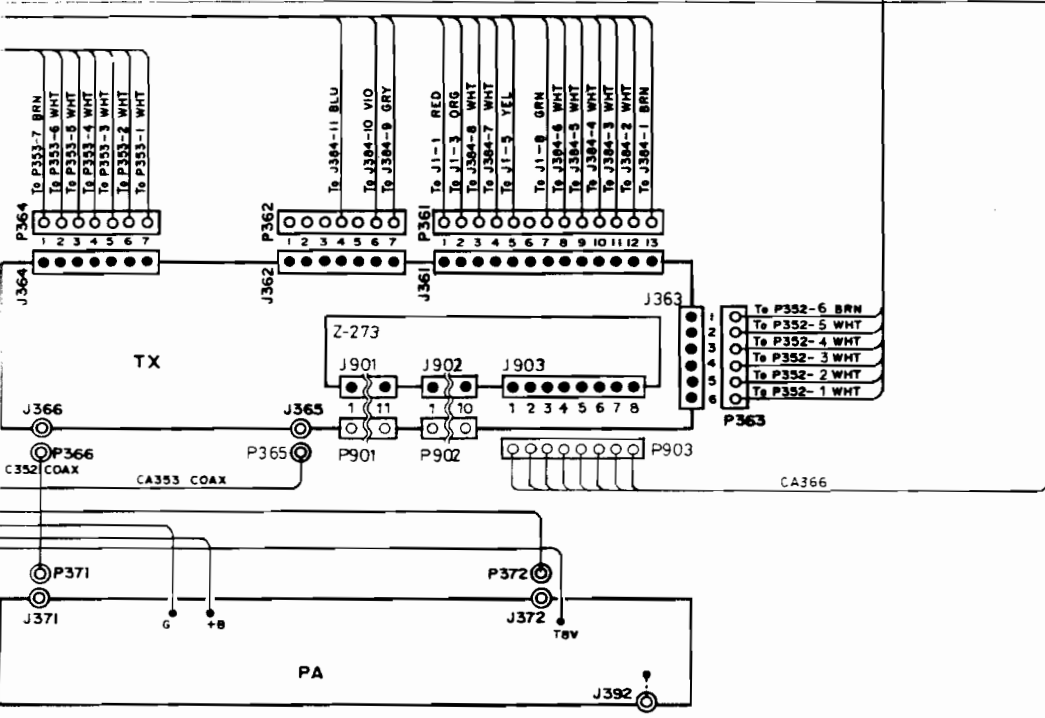 To P353-7 BRN
To P353-6 WHT
To P353-5 WHT
To P353-4 WHT
To P353-3 WHT
To P353-2 WHT
To P353-1 WHT
To J384-11 BLU
To J384-10 VIO
To J384-9 GRY
To J1-1 RED
To J1-3 ORG
To J384-8 WHT
To J384-7 WHT
To J1-5 YEL
To J1-8 GRN
To J384-6 WHT
To J384-5 WHT
To J384-4 WHT
To J384-3 WHT
To J384-2 WHT
To J384-1 BRN
P364
P362
P361
1 2 3 4 5 6 7
1 2 3 4 5 6 7
1 2 3 4 5 6 7 8 9 10 11 12 13
J364
J362
J361
J363
1
2
3
4
5
6
To P352-6 BRN
To P352-5 WHT
To P352-4 WHT
To P352-3 WHT
To P352-2 WHT
To P352-1 WHT
P363
Z-273
TX
J901
J902
J903
1 11
1 10
1 2 3 4 5 6 7 8
J366
J365
P366
P365
P901
P902
P903
C352 COAX
CA353 COAX
CA366
P371
P372
J371
J372
G
+B
T8V
PA
J392